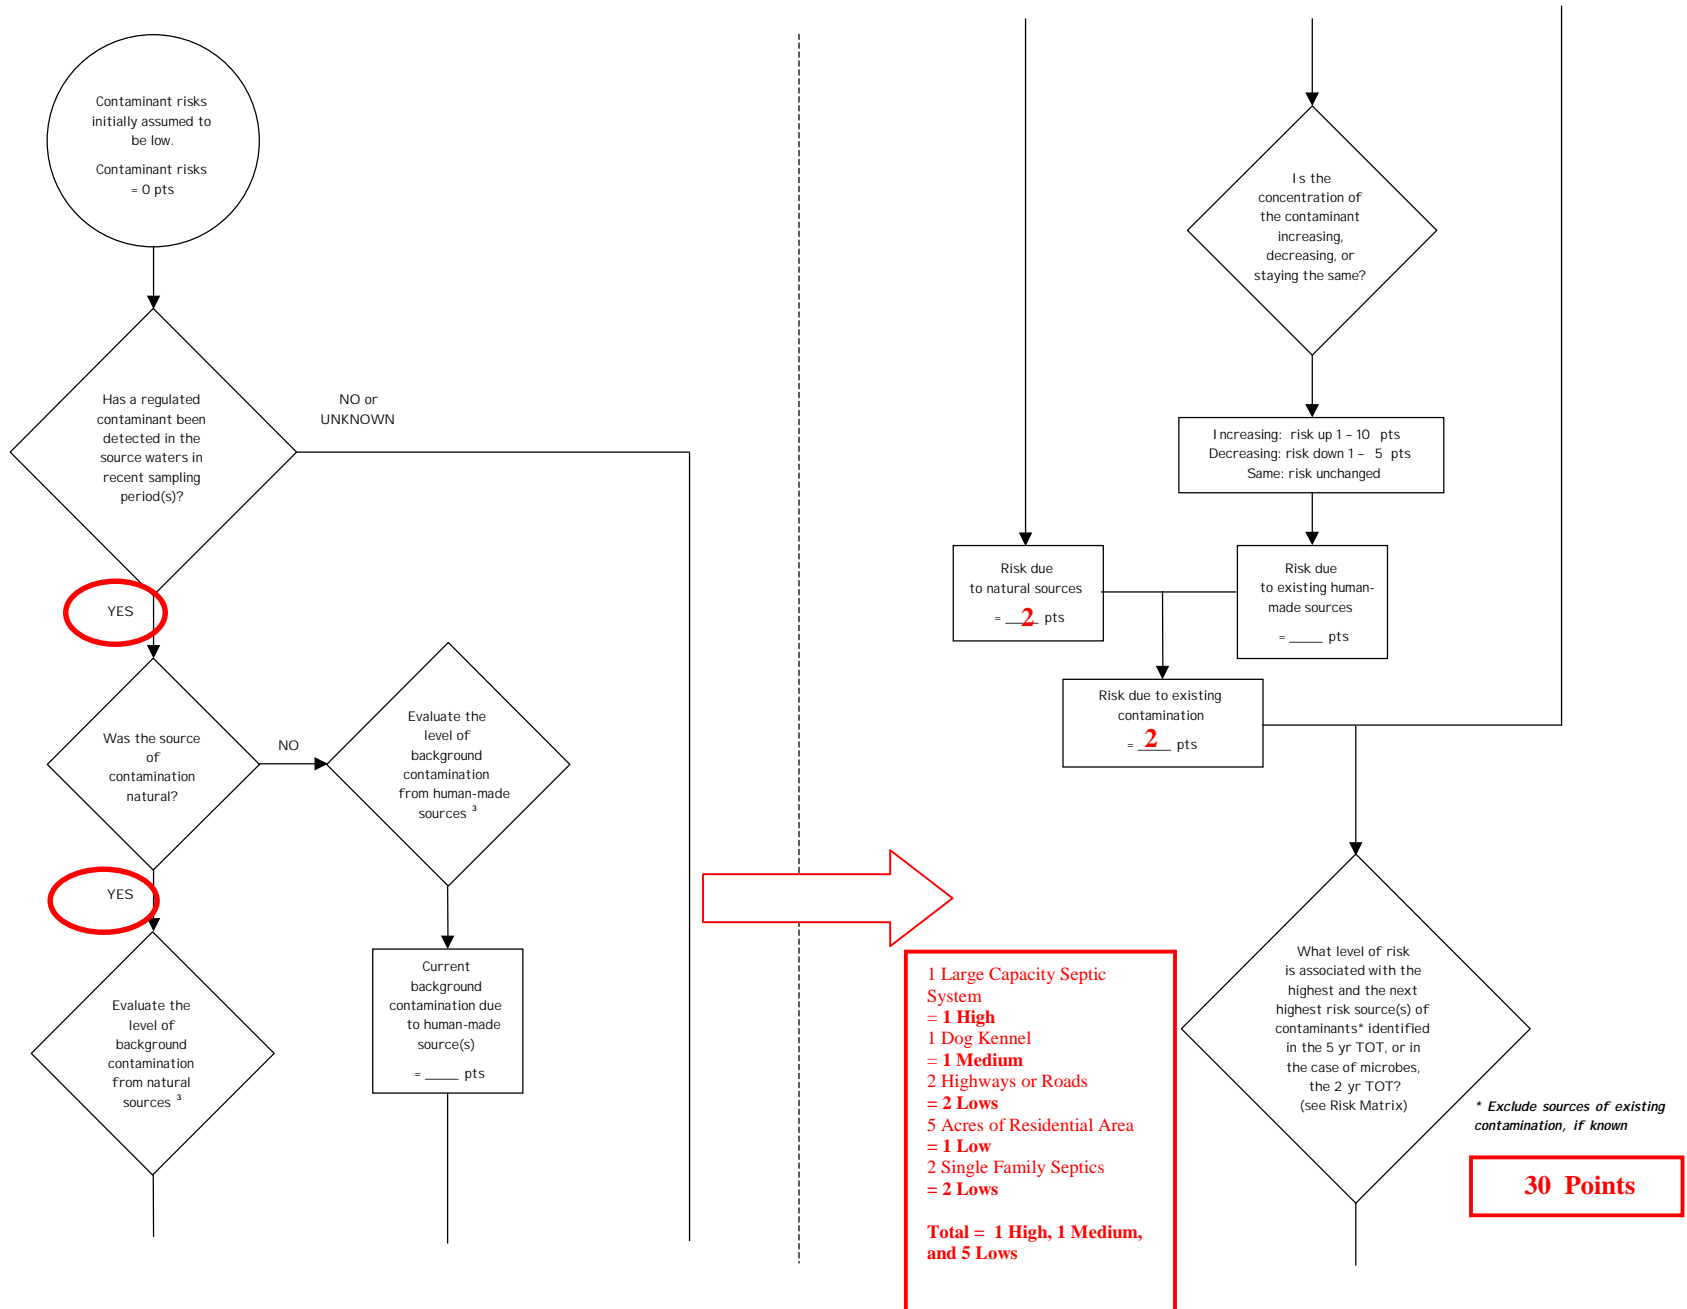 Contaminant risks
initially assumed to
be low.
Contaminant risks
= 0 pts
Has a regulated
contaminant been
detected in the
source waters in
recent sampling
period(s)?
NO or
UNKNOWN
YES
Was the source
of
contamination
natural?
NO
Evaluate the
level of
background
contamination
from human-made
sources ³
YES
Evaluate the
level of
background
contamination
from natural
sources ³
Current
background
contamination due
to human-made
source(s)
= _____ pts
Is the
concentration of
the contaminant
increasing,
decreasing, or
staying the same?
Increasing: risk up 1 – 10 pts
Decreasing: risk down 1 – 5 pts
Same: risk unchanged
Risk due
to natural sources
= __2__ pts
Risk due
to existing human-
made sources
= _____ pts
Risk due to existing
contamination
= __2__ pts
1 Large Capacity Septic
System
= 1 High
1 Dog Kennel
= 1 Medium
2 Highways or Roads
= 2 Lows
5 Acres of Residential Area
= 1 Low
2 Single Family Septics
= 2 Lows
Total = 1 High, 1 Medium,
and 5 Lows
What level of risk
is associated with the
highest and the next
highest risk source(s) of
contaminants* identified
in the 5 yr TOT, or in
the case of microbes,
the 2 yr TOT?
(see Risk Matrix)
* Exclude sources of existing
contamination, if known
30 Points